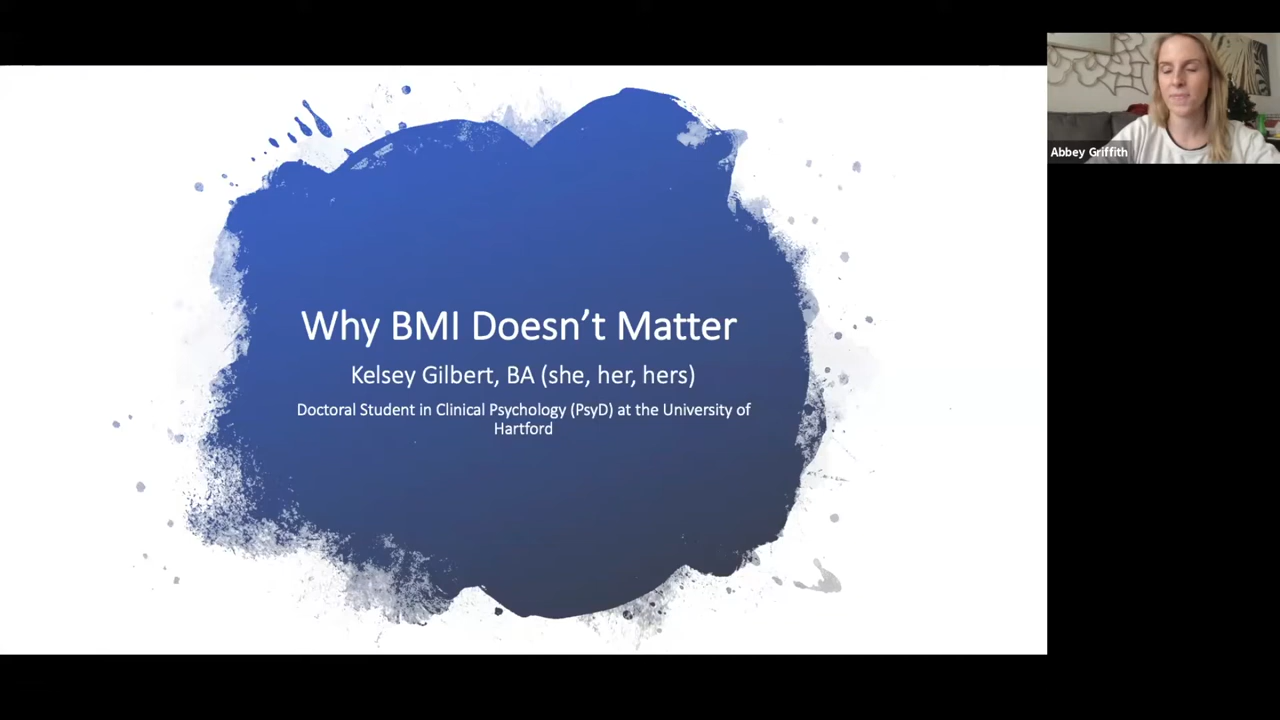 Why BMI Doesn’t Matter
Kelsey Gilbert, BA (she, her, hers)
Doctoral Student in Clinical Psychology (PsyD) at the University of
Hartford
Abbey Griffith